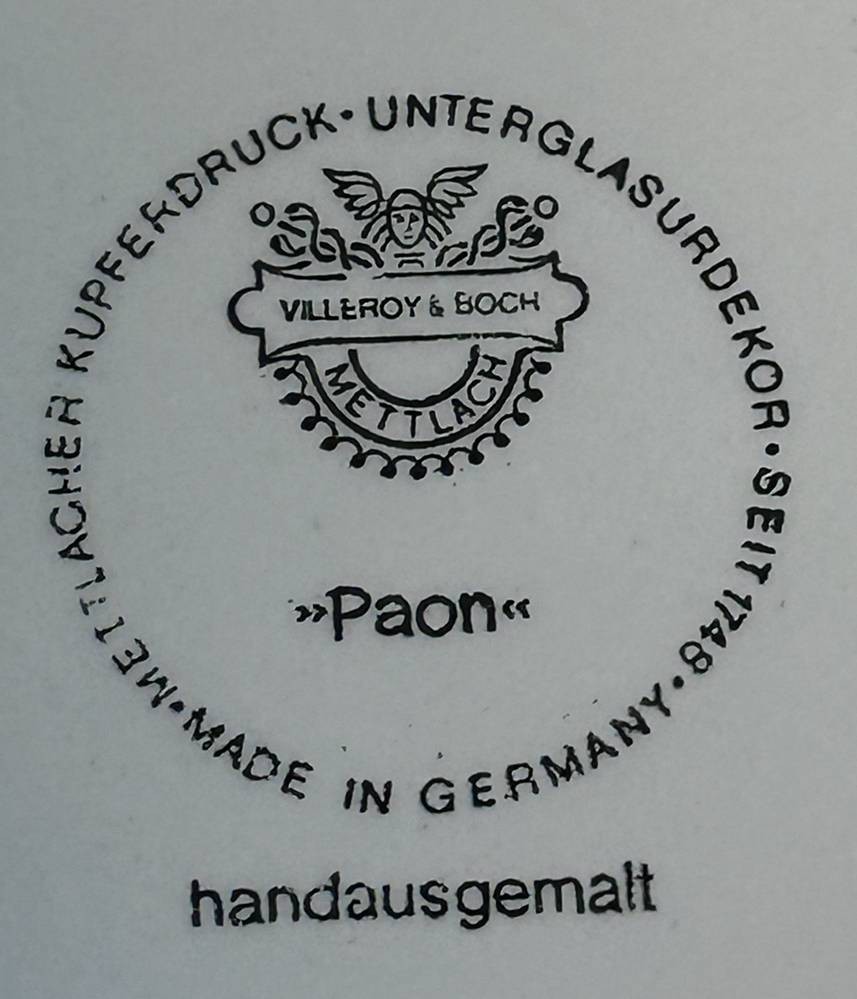 METTLACHER KUPFERDRUCK · UNTERGLASURDEKOR · SEIT 1748 · MADE IN GERMANY ·
VILLEROY & BOCH
METTLACH
»Paon«
handausgemalt